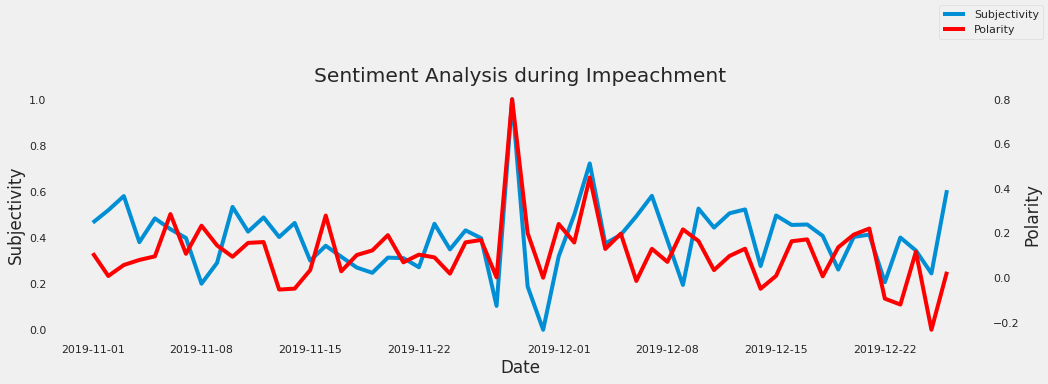 Subjectivity
Polarity
Sentiment Analysis during Impeachment
1.0
0.8
0.6
0.4
0.2
0.0
Subjectivity
0.8
0.6
0.4
0.2
0.0
−0.2
Polarity
2019-11-01 2019-11-08 2019-11-15 2019-11-22 2019-12-01 2019-12-08 2019-12-15 2019-12-22
Date